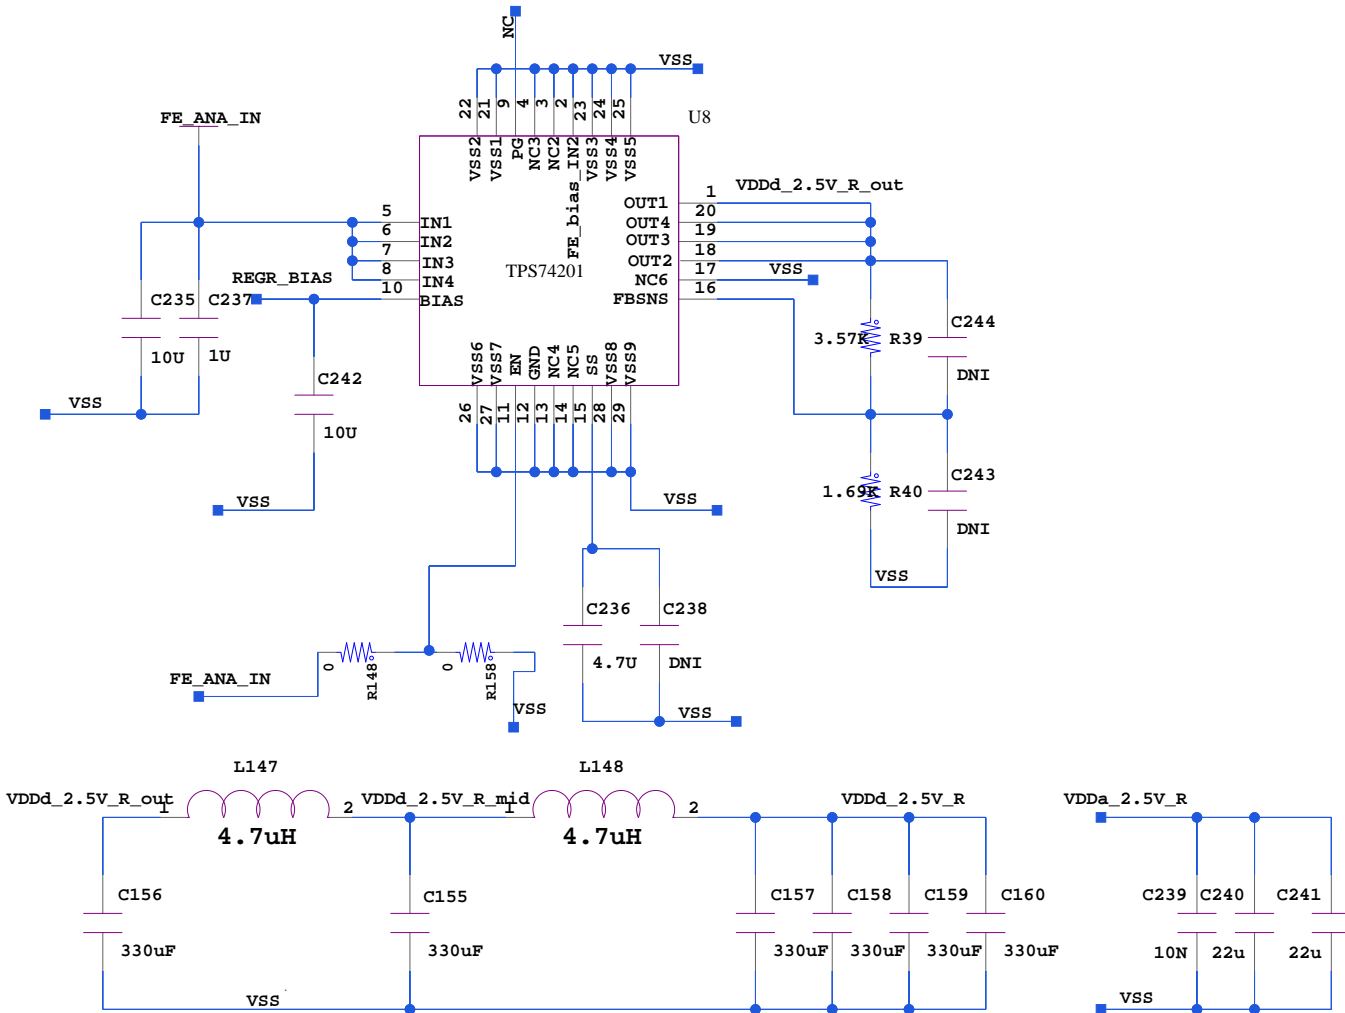 NC
VSS
22
21
9
4
3
2
23
24
25
U8
FE_ANA_IN
VSS2
VSS1
PG
NC3
NC2
FE_bias_IN2
VSS3
VSS4
VSS5
1 VDDd_2.5V_R_out
OUT1
20
OUT4
19
OUT3
18
OUT2
17 VSS
NC6
16
FBSNS
5
IN1
6
IN2
7
IN3
8
IN4
10
BIAS
TPS74201
REGR_BIAS
C235 C237
10U 1U
VSS
C242
10U
VSS
VSS6
VSS7
EN
GND
NC4
NC5
SS
VSS8
VSS9
26
27
11
12
13
14
15
28
29
VSS
C244
3.57K R39
DNI
C243
1.69K R40
DNI
VSS
C236 C238
4.7U DNI
VSS
0
R148
0
R158
FE_ANA_IN
VSS
L147 L148
VDDd_2.5V_R_out 1 2 VDDd_2.5V_R_mid 1 2 VDDd_2.5V_R VDDa_2.5V_R
4.7uH 4.7uH
C156 C155 C157 C158 C159 C160 C239 C240 C241
330uF 330uF 330uF 330uF 330uF 330uF 10N 22u 22u
VSS VSS